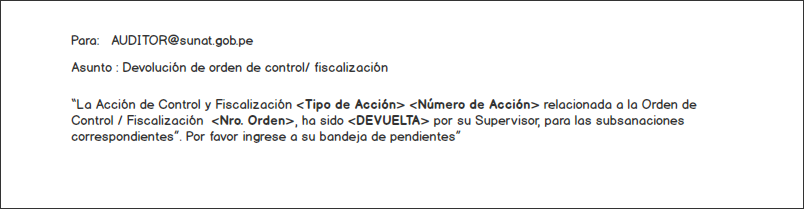 Para: AUDITOR@sunat.gob.pe
Asunto : Devolución de orden de control/ fiscalización
“La Acción de Control y Fiscalización <Tipo de Acción> <Número de Acción> relacionada a la Orden de
Control / Fiscalización <Nro. Orden>, ha sido <DEVUELTA> por su Supervisor, para las subsanaciones
correspondientes”. Por favor ingrese a su bandeja de pendientes”